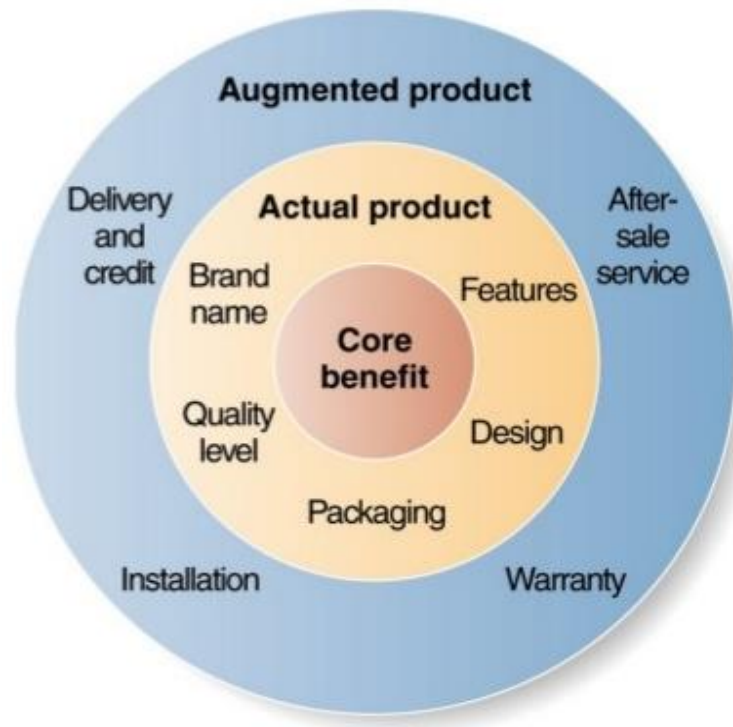 Augmented product
Delivery
and
credit
After-
sale
service
Actual product
Brand
name
Features
Core
benefit
Quality
level
Design
Packaging
Installation
Warranty